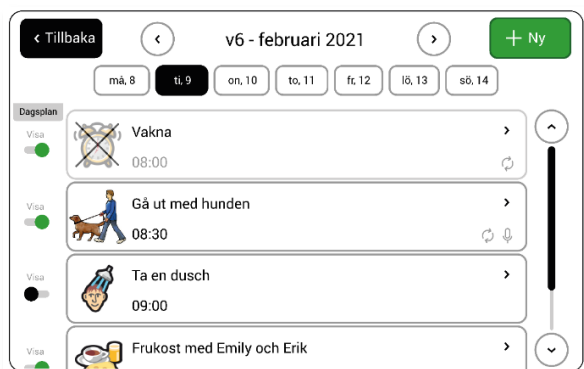 Tillbaka
v6 - februari 2021
Ny
må, 8
ti, 9
on, 10
to, 11
fr, 12
lö, 13
sö, 14
Dagsplan
Visa
Vakna
08:00
Visa
Gå ut med hunden
08:30
Visa
Ta en dusch
09:00
Visa
Frukost med Emily och Erik